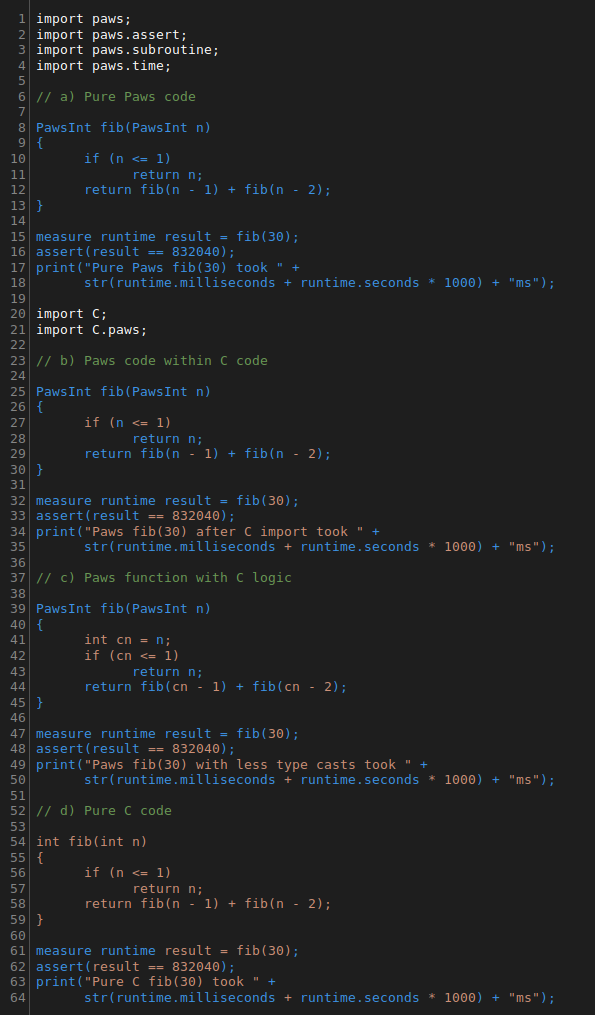 1 import paws;
2 import paws.assert;
3 import paws.subroutine;
4 import paws.time;
5
6 // a) Pure Paws code
7
8 PawsInt fib(PawsInt n)
9 {
10       if (n <= 1)
11             return n;
12       return fib(n - 1) + fib(n - 2);
13 }
14
15 measure runtime result = fib(30);
16 assert(result == 832040);
17 print("Pure Paws fib(30) took " +
18       str(runtime.milliseconds + runtime.seconds * 1000) + "ms");
19
20 import C;
21 import C.paws;
22
23 // b) Paws code within C code
24
25 PawsInt fib(PawsInt n)
26 {
27       if (n <= 1)
28             return n;
29       return fib(n - 1) + fib(n - 2);
30 }
31
32 measure runtime result = fib(30);
33 assert(result == 832040);
34 print("Paws fib(30) after C import took " +
35       str(runtime.milliseconds + runtime.seconds * 1000) + "ms");
36
37 // c) Paws function with C logic
38
39 PawsInt fib(PawsInt n)
40 {
41       int cn = n;
42       if (cn <= 1)
43             return n;
44       return fib(cn - 1) + fib(cn - 2);
45 }
46
47 measure runtime result = fib(30);
48 assert(result == 832040);
49 print("Paws fib(30) with less type casts took " +
50       str(runtime.milliseconds + runtime.seconds * 1000) + "ms");
51
52 // d) Pure C code
53
54 int fib(int n)
55 {
56       if (n <= 1)
57             return n;
58       return fib(n - 1) + fib(n - 2);
59 }
60
61 measure runtime result = fib(30);
62 assert(result == 832040);
63 print("Pure C fib(30) took " +
64       str(runtime.milliseconds + runtime.seconds * 1000) + "ms");